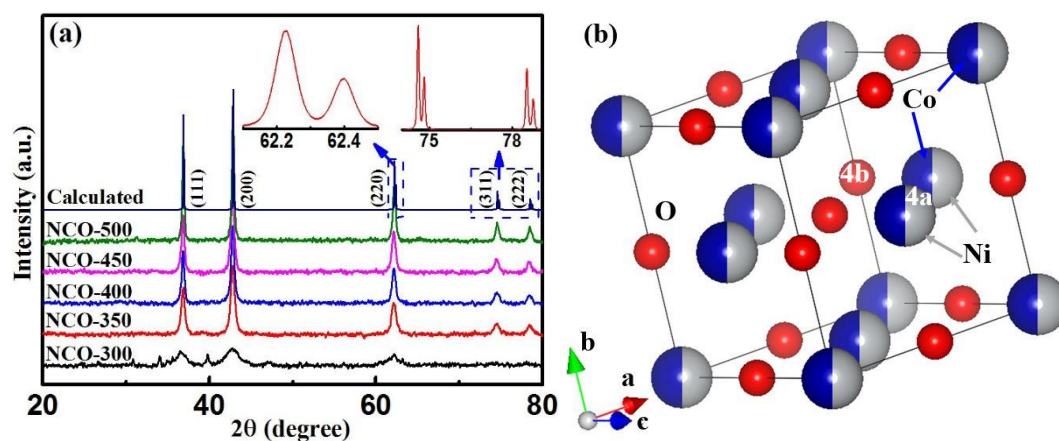 (a)
Intensity (a.u.)
62.2 62.4
75 78
Calculated
(111)
(200)
(220)
(311)
(222)
NCO-500
NCO-450
NCO-400
NCO-350
NCO-300
20 40 60 80
2θ (degree)
(b)
Co
4b
4a
O
Ni
b
a
c